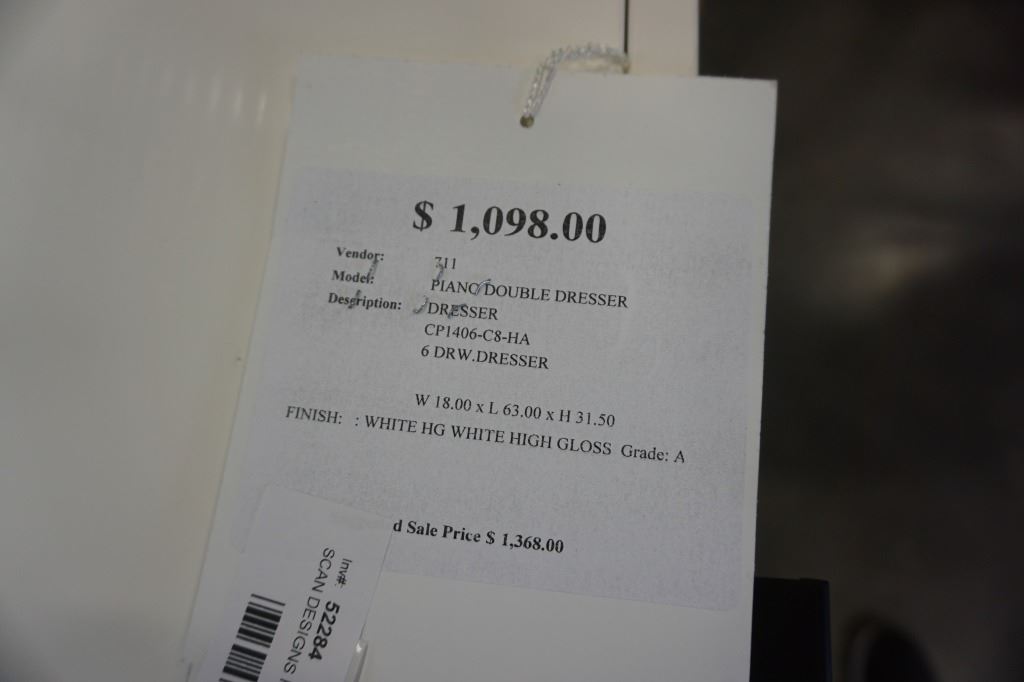 $ 1,098.00
Vendor: 711
Model: PIANO DOUBLE DRESSER
Description: DRESSER
CP1406-C8-HA
6 DRW.DRESSER
W 18.00 x L 63.00 x H 31.50
FINISH: : WHITE HG WHITE HIGH GLOSS Grade: A
d Sale Price $ 1,368.00
Inv#: 52284
SCAN DESIGNS